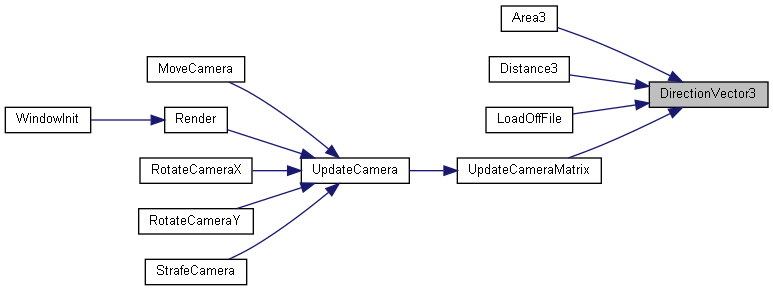 Area3
MoveCamera
Distance3
DirectionVector3
WindowInit
Render
LoadOffFile
RotateCameraX
UpdateCamera
UpdateCameraMatrix
RotateCameraY
StrafeCamera